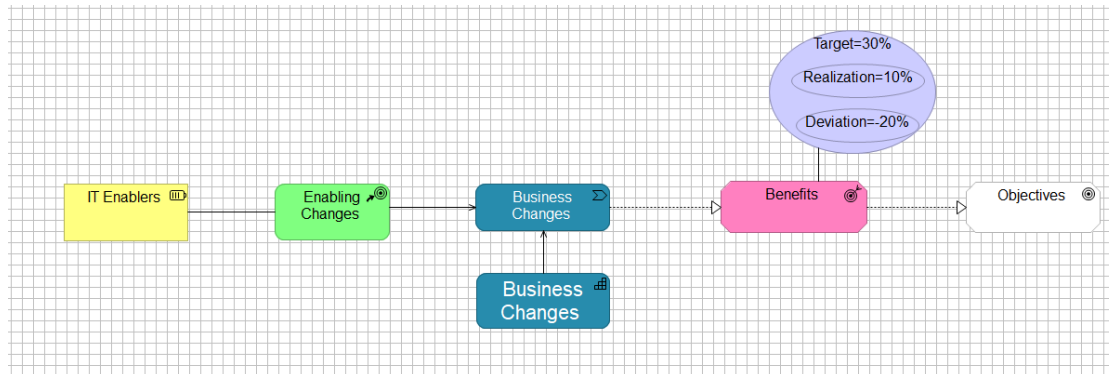 Target=30%
Realization=10%
Deviation=-20%
IT Enablers
Enabling
Changes
Business
Changes
Benefits
Objectives
Business
Changes